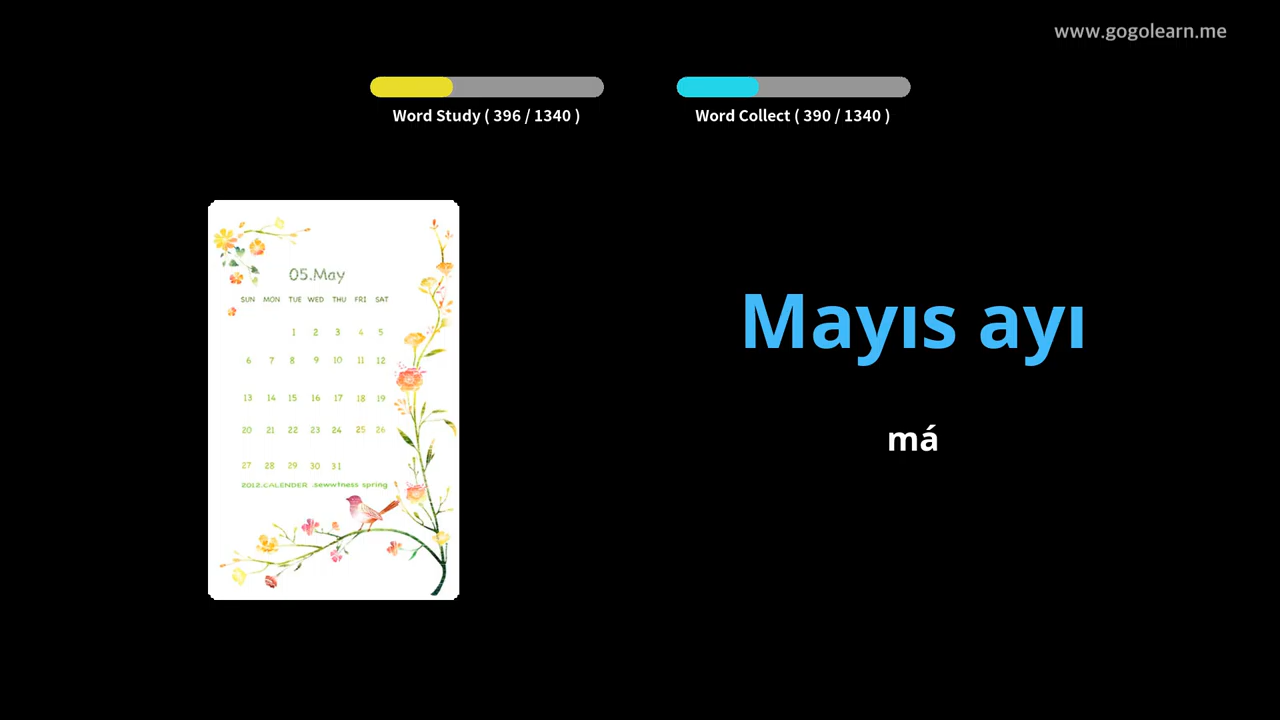 www.gogolearn.me
Word Study ( 396 / 1340 )
Word Collect ( 390 / 1340 )
05.May
SUN MON TUE WED THU FRI SAT
1 2 3 4 5
6 7 8 9 10 11 12
13 14 15 16 17 18 19
20 21 22 23 24 25 26
27 28 29 30 31
2012.CALENDER .sewwtness spring
Mayıs ayı
má